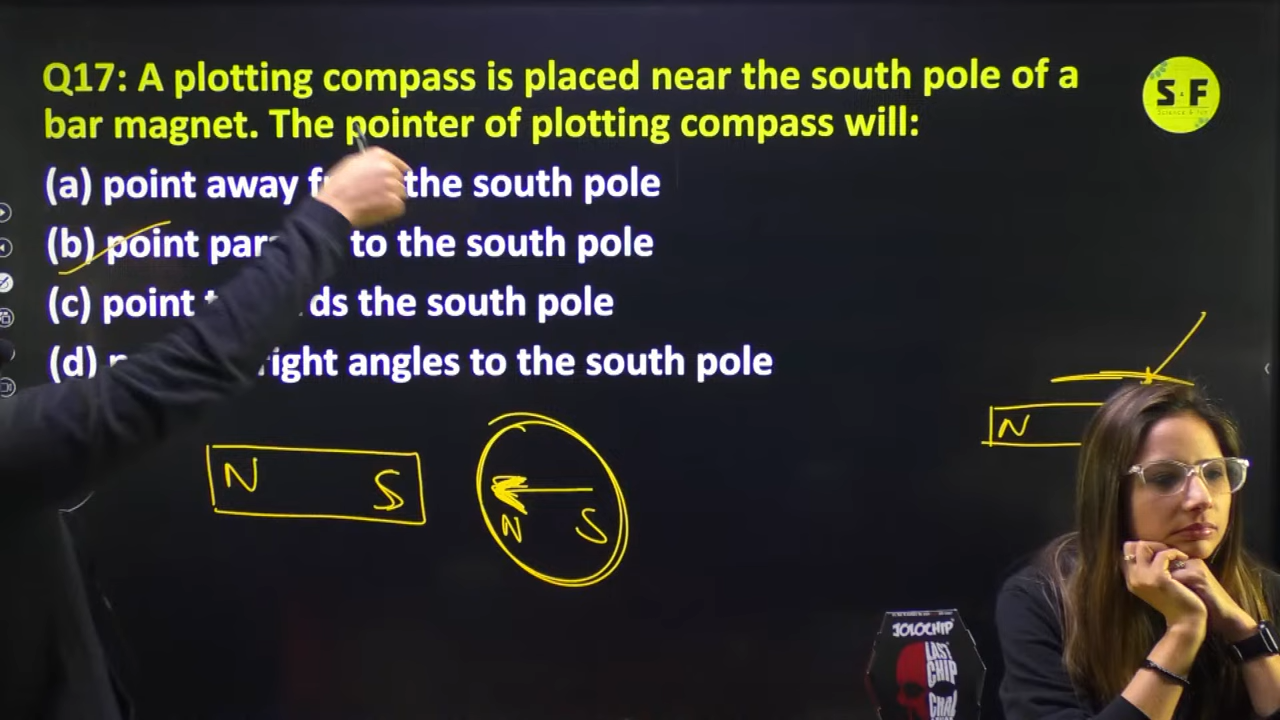 Q17: A plotting compass is placed near the south pole of a
bar magnet. The pointer of plotting compass will:
(a) point away the south pole
(b) point to the south pole
(c) point the south pole
(d) right angles to the south pole
N S
N S
N
S F
JOLOCHIP
LAST
CHIP